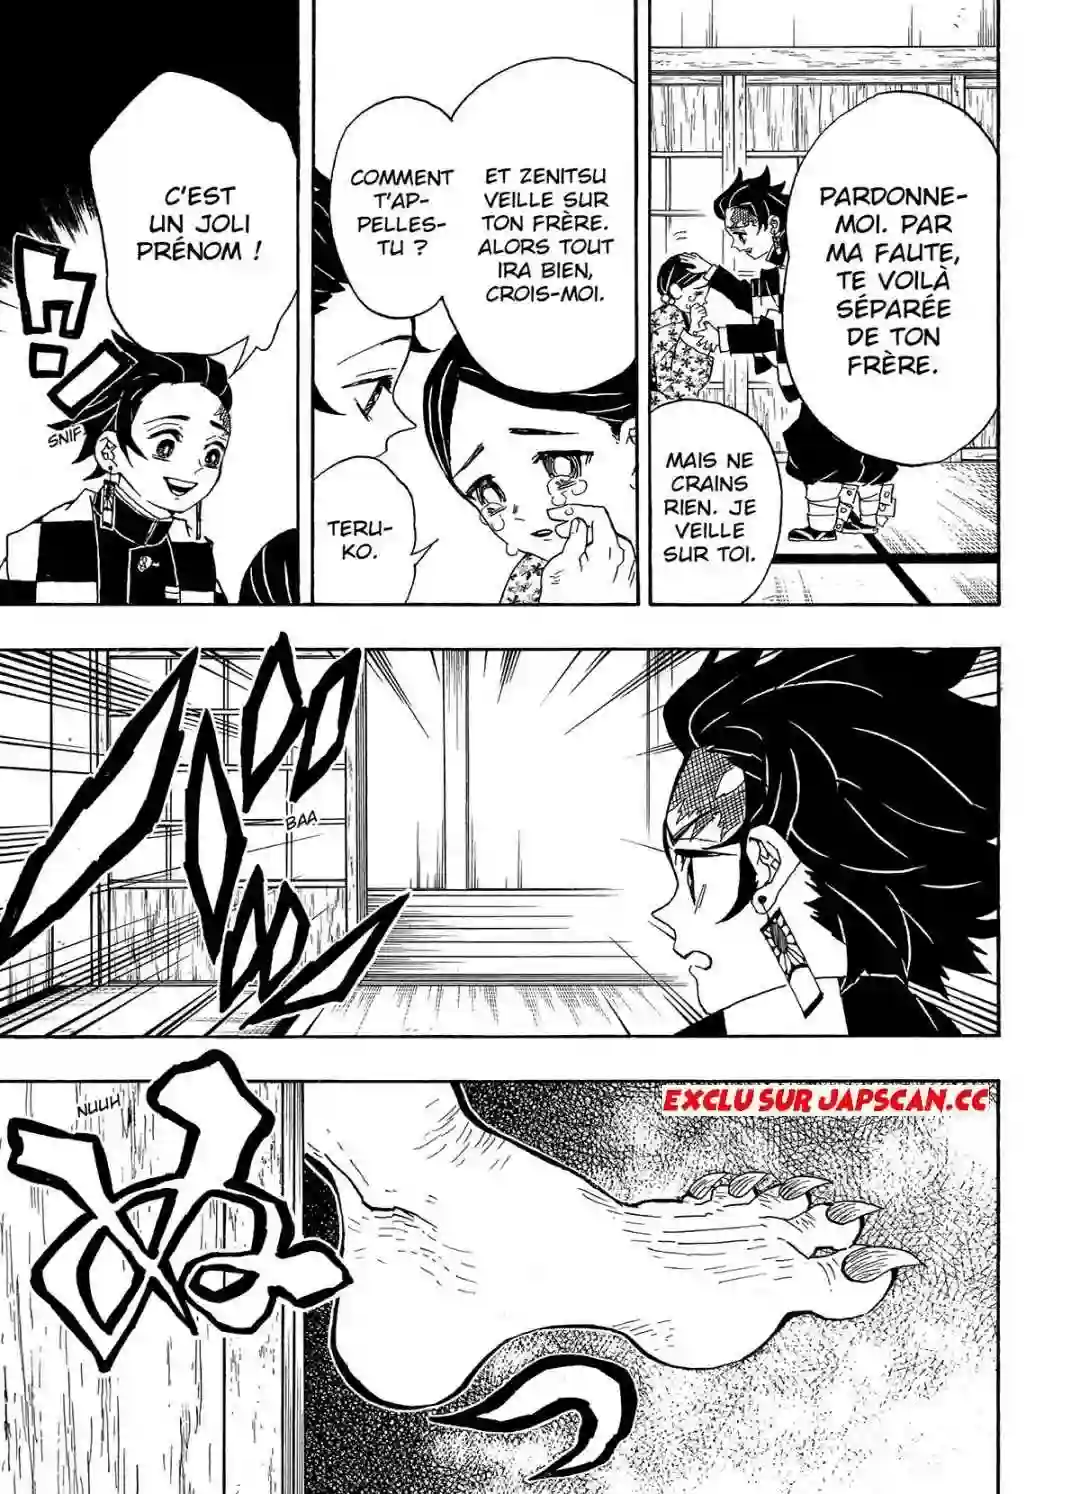 PARDONNE-
MOI. PAR
MA FAUTE,
TE VOILÀ
SÉPARÉE
DE TON
FRÈRE.
MAIS NE
CRAINS
RIEN. JE
VEILLE
SUR TOI.
ET ZENITSU
VEILLE SUR
TON FRÈRE.
ALORS TOUT
IRA BIEN,
CROIS-MOI.
COMMENT
T'AP-
PELLES-
TU ?
TERU-
KO.
C'EST
UN JOLI
PRÉNOM !
SNIF
BAA
NUUH
EXCLU SUR JAPSCAN.CC